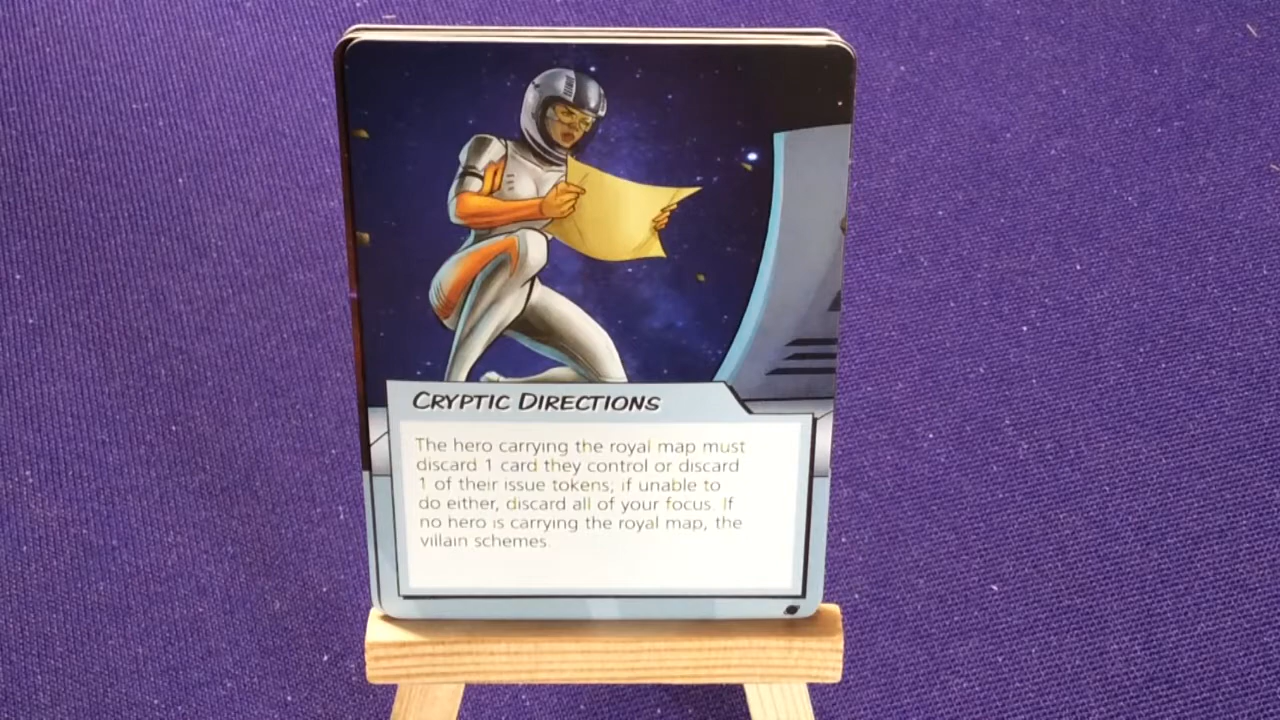 CRYPTIC DIRECTIONS
The hero carrying the royal map must
discard 1 card they control or discard
1 of their issue tokens; if unable to
do either, discard all of your focus. If
no hero is carrying the royal map, the
villain schemes.